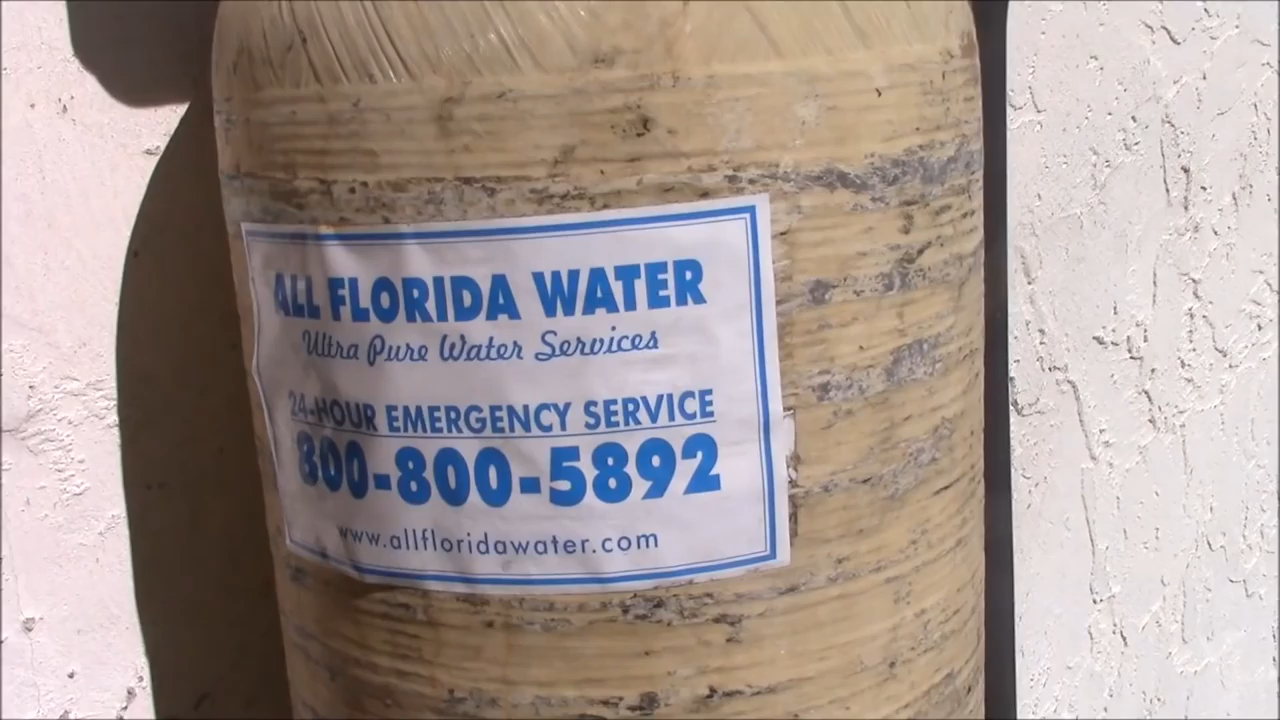 ALL FLORIDA WATER
Ultra Pure Water Services
24-HOUR EMERGENCY SERVICE
800-800-5892
www.allfloridawater.com